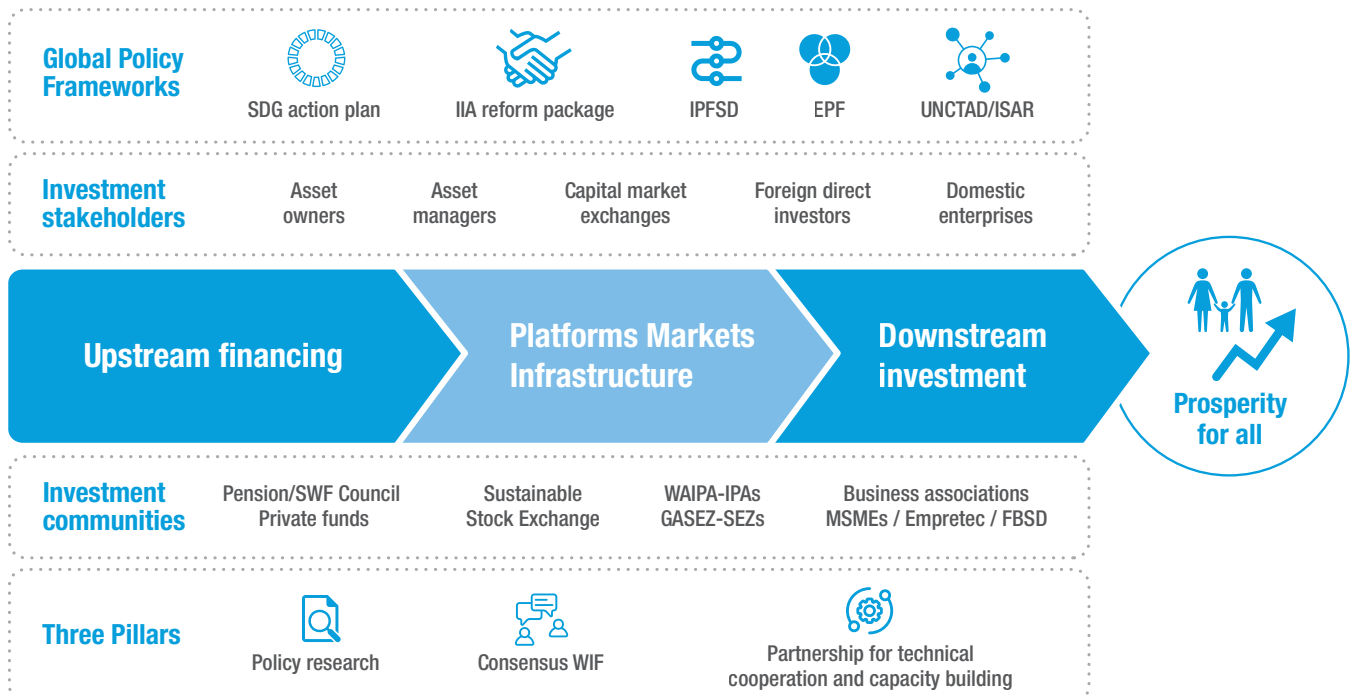 Global Policy
Frameworks
SDG action plan
IIA reform package
IPFSD
EPF
UNCTAD/ISAR
Investment
stakeholders
Asset
owners
Asset
managers
Capital market
exchanges
Foreign direct
investors
Domestic
enterprises
Upstream financing
Platforms Markets
Infrastructure
Downstream
investment
Prosperity
for all
Investment
communities
Pension/SWF Council
Private funds
Sustainable
Stock Exchange
WAIPA-IPAs
GASEZ-SEZs
Business associations
MSMEs / Empretec / FBSD
Three Pillars
Policy research
Consensus WIF
Partnership for technical
cooperation and capacity building